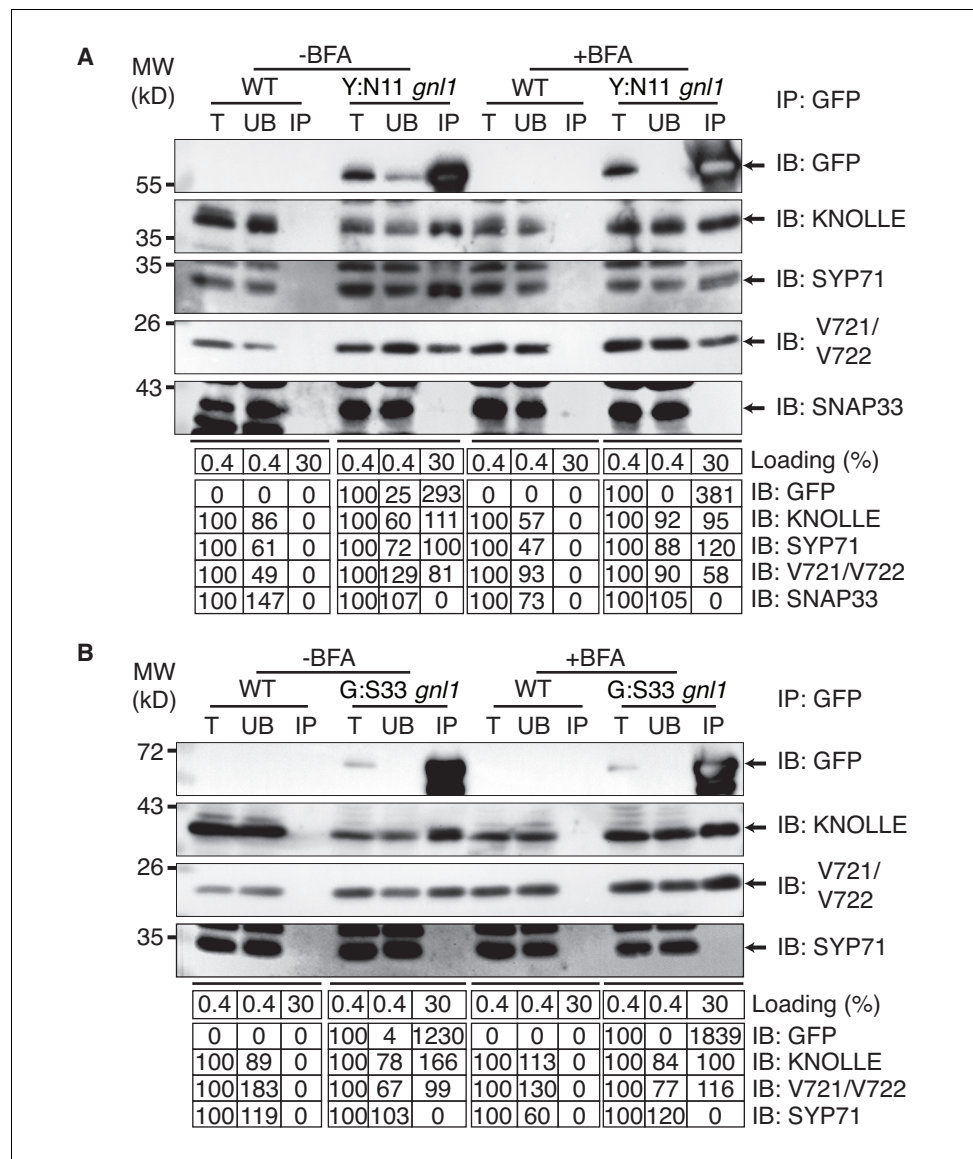 A
MW
(kD)
-BFA +BFA
WT Y:N11 gnl1 WT Y:N11 gnl1
IP: GFP
T UB IP T UB IP T UB IP T UB IP
55
IB: GFP
35
IB: KNOLLE
35
IB: SYP71
26
IB: V721/
V722
43
IB: SNAP33
0.4 0.4 30 0.4 0.4 30 0.4 0.4 30 0.4 0.4 30 Loading (%)
0 0 0 100 25 293 0 0 0 100 0 381 IB: GFP
100 86 0 100 60 111 100 57 0 100 92 95 IB: KNOLLE
100 61 0 100 72 100 100 47 0 100 88 120 IB: SYP71
100 49 0 100 129 81 100 93 0 100 90 58 IB: V721/V722
100 147 0 100 107 0 100 73 0 100 105 0 IB: SNAP33
B
MW
(kD)
-BFA +BFA
WT G:S33 gnl1 WT G:S33 gnl1
IP: GFP
T UB IP T UB IP T UB IP T UB IP
72
IB: GFP
43
IB: KNOLLE
26
IB: V721/
V722
35
IB: SYP71
0.4 0.4 30 0.4 0.4 30 0.4 0.4 30 0.4 0.4 30 Loading (%)
0 0 0 100 4 1230 0 0 0 100 0 1839 IB: GFP
100 89 0 100 78 166 100 113 0 100 84 100 IB: KNOLLE
100 183 0 100 67 99 100 130 0 100 77 116 IB: V721/V722
100 119 0 100 103 0 100 60 0 100 120 0 IB: SYP71